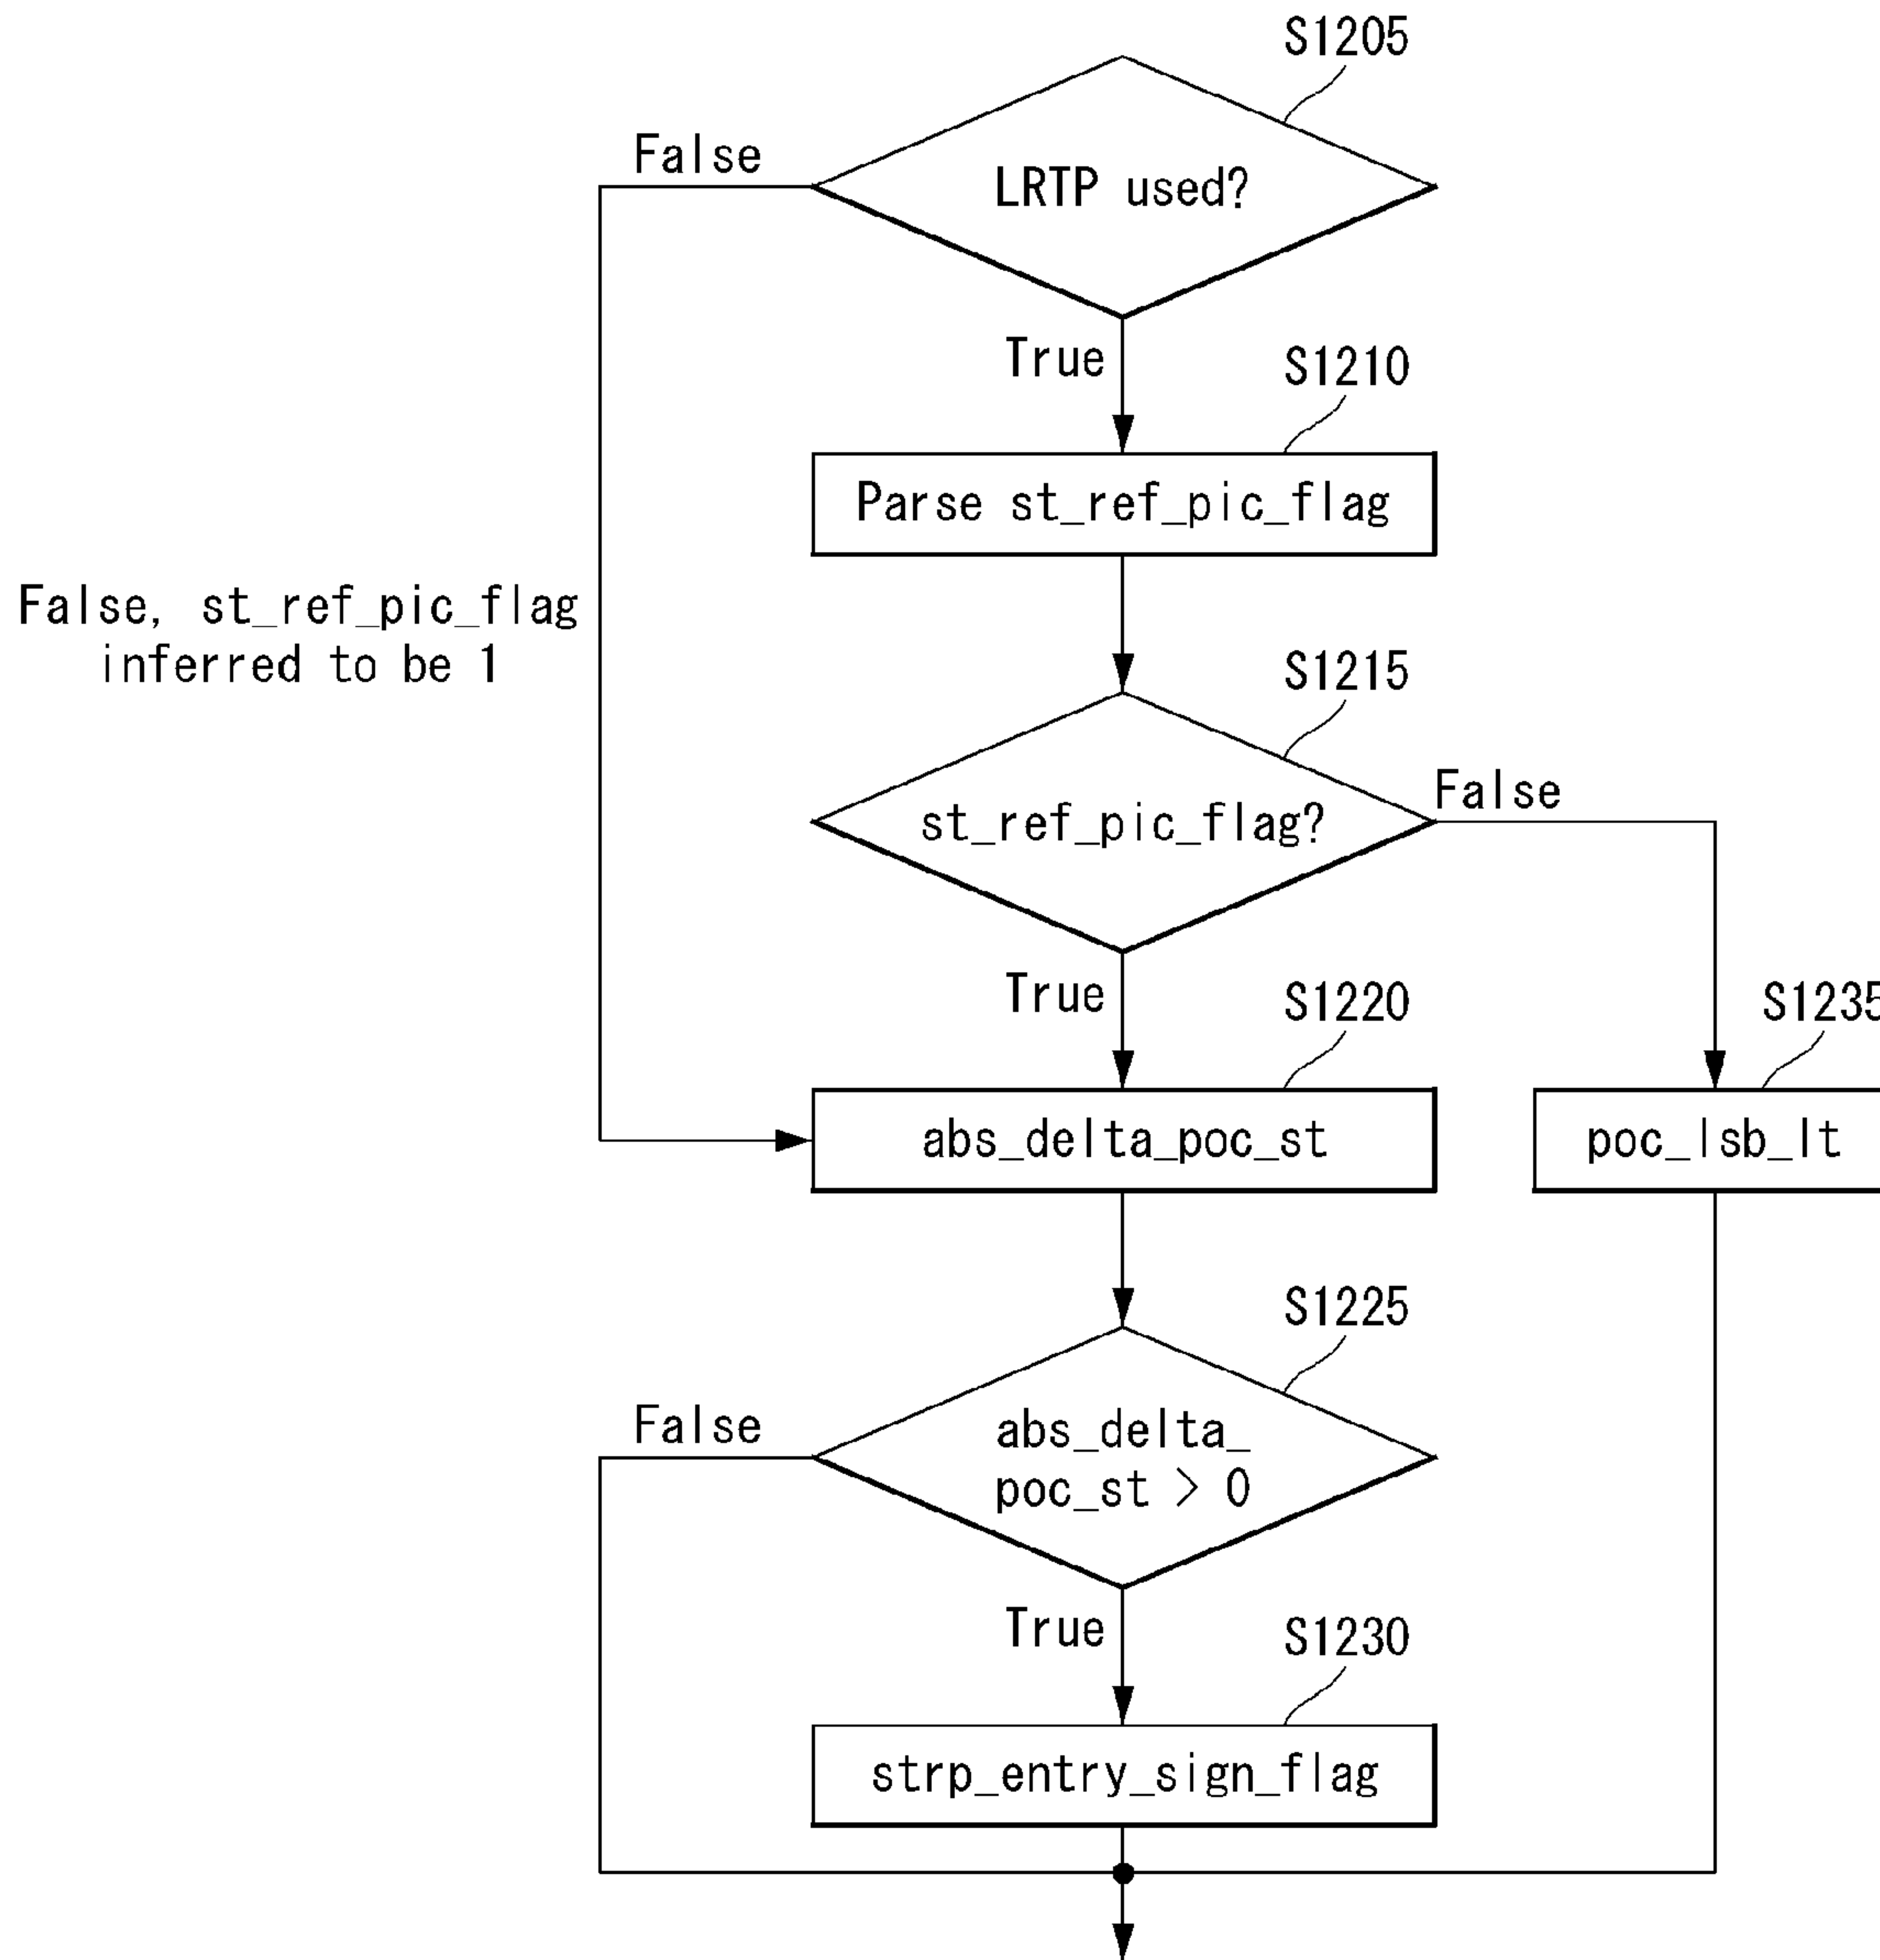 S1205
False
LRTP used?
True
S1210
Parse st_ref_pic_flag
False, st_ref_pic_flag
inferred to be 1
S1215
st_ref_pic_flag?
False
True
S1220
S1235
abs_delta_poc_st
poc_lsb_lt
S1225
False
abs_delta_
poc_st > 0
True
S1230
strp_entry_sign_flag